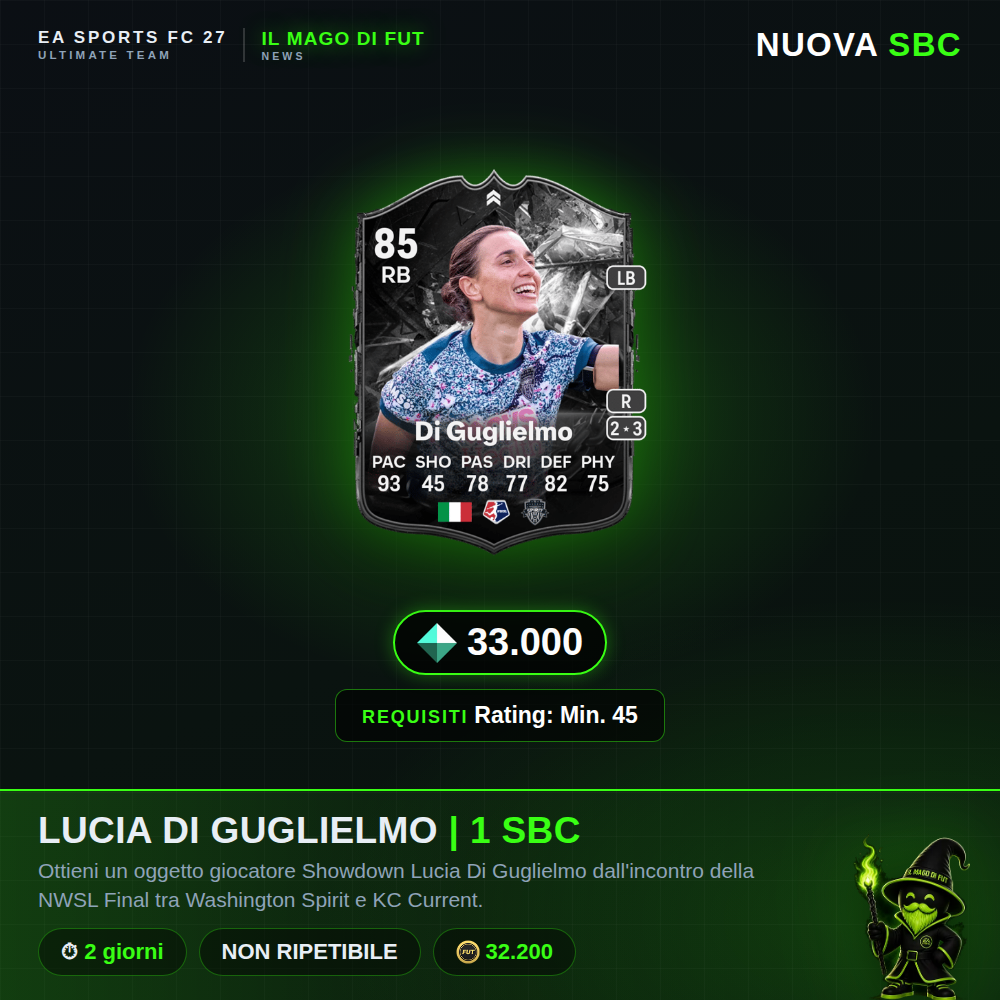 EA SPORTS FC 27
ULTIMATE TEAM
IL MAGO DI FUT
NEWS
NUOVA SBC
85
RB
LB
R
2 ★ 3
Di Guglielmo
PAC SHO PAS DRI DEF PHY
93 45 78 77 82 75
33.000
REQUISITI Rating: Min. 45
LUCIA DI GUGLIELMO | 1 SBC
Ottieni un oggetto giocatore Showdown Lucia Di Guglielmo dall'incontro della
NWSL Final tra Washington Spirit e KC Current.
2 giorni
NON RIPETIBILE
FUT
32.200
IL MAGO DI FUT